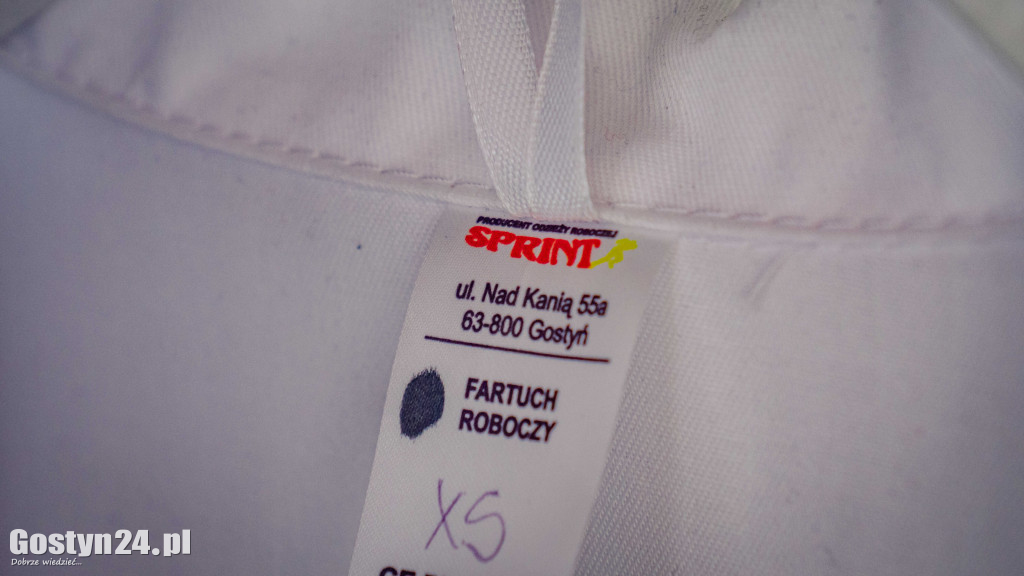 PRODUCENT ODZIEŻY ROBOCZEJ
SPRINT
ul. Nad Kanią 55a
63-800 Gostyń
FARTUCH
ROBOCZY
XS
Gostyn24.pl
Dobrze wiedzieć...